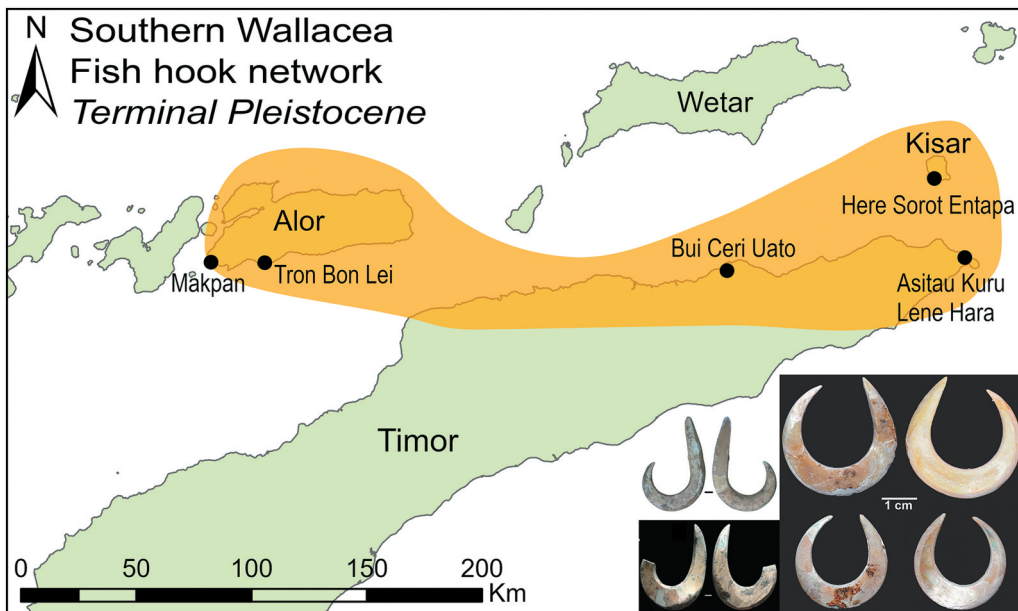 N
Southern Wallacea
Fish hook network
Terminal Pleistocene
Wetar
Kisar
Here Sorot Entapa
Alor
Bui Ceri Uato
Makpan
Tron Bon Lei
Asitau Kuru
Lene Hara
Timor
1 cm
0 50 100 150 200
Km